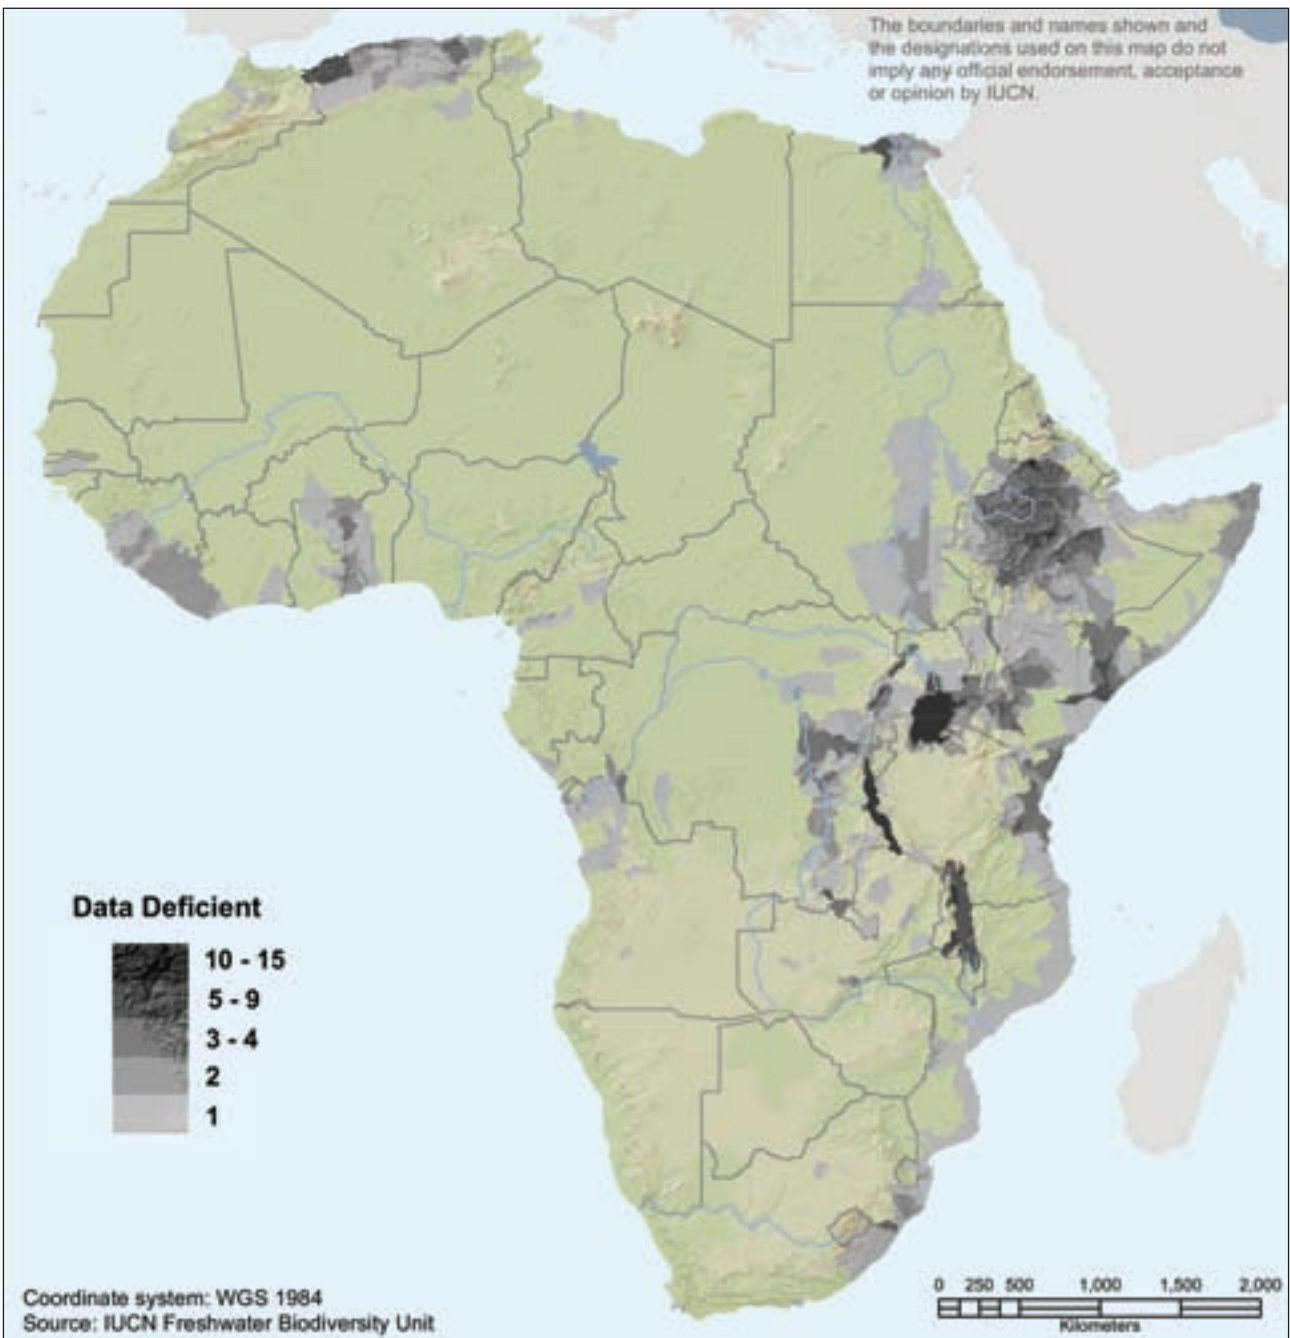 The boundaries and names shown and
the designations used on this map do not
imply any official endorsement, acceptance
or opinion by IUCN.
Data Deficient
10 - 15
5 - 9
3 - 4
2
1
Coordinate system: WGS 1984
Source: IUCN Freshwater Biodiversity Unit
0 250 500 1,000 1,500 2,000
Kilometers